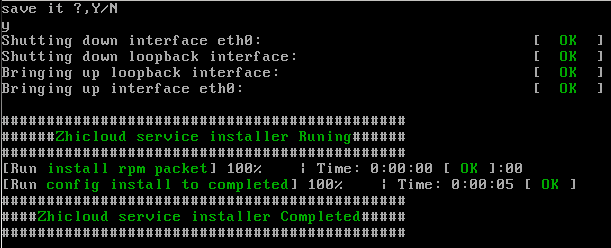 save it ?,Y/N
y
Shutting down interface eth0: [ OK ]
Shutting down loopback interface: [ OK ]
Bringing up loopback interface: [ OK ]
Bringing up interface eth0: [ OK ]
#############################################
######Zhicloud service installer Runing######
#############################################
[Run install rpm packet] 100% ¦ Time: 0:00:00 [ OK ]:00
[Run config install to completed] 100% ¦ Time: 0:00:05 [ OK ]
#############################################
####Zhicloud service installer Completed#####
#############################################